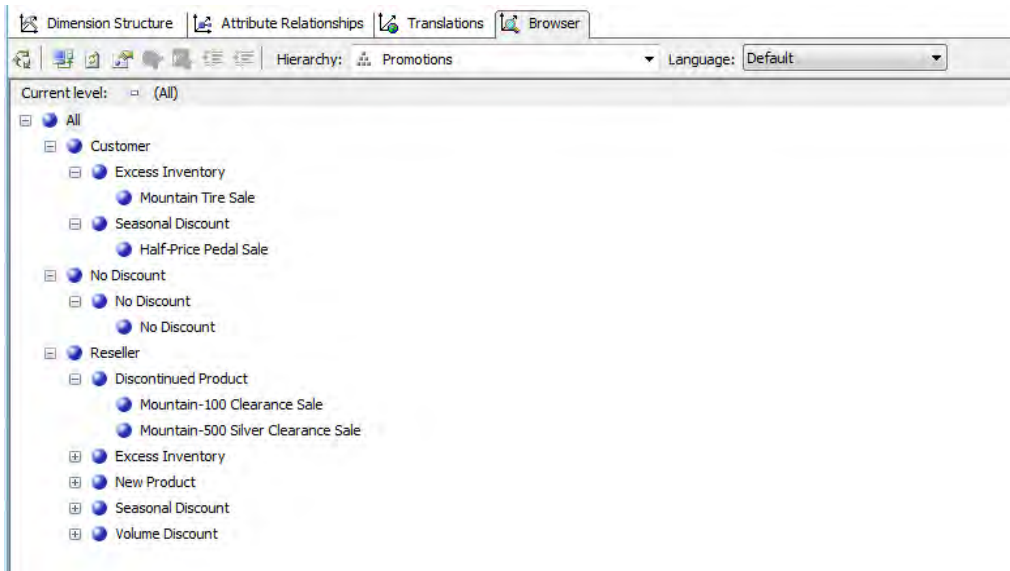 Dimension Structure Attribute Relationships Translations Browser
Hierarchy: Promotions Language: Default
Current level: (All)
All
Customer
Excess Inventory
Mountain Tire Sale
Seasonal Discount
Half-Price Pedal Sale
No Discount
No Discount
No Discount
Reseller
Discontinued Product
Mountain-100 Clearance Sale
Mountain-500 Silver Clearance Sale
Excess Inventory
New Product
Seasonal Discount
Volume Discount